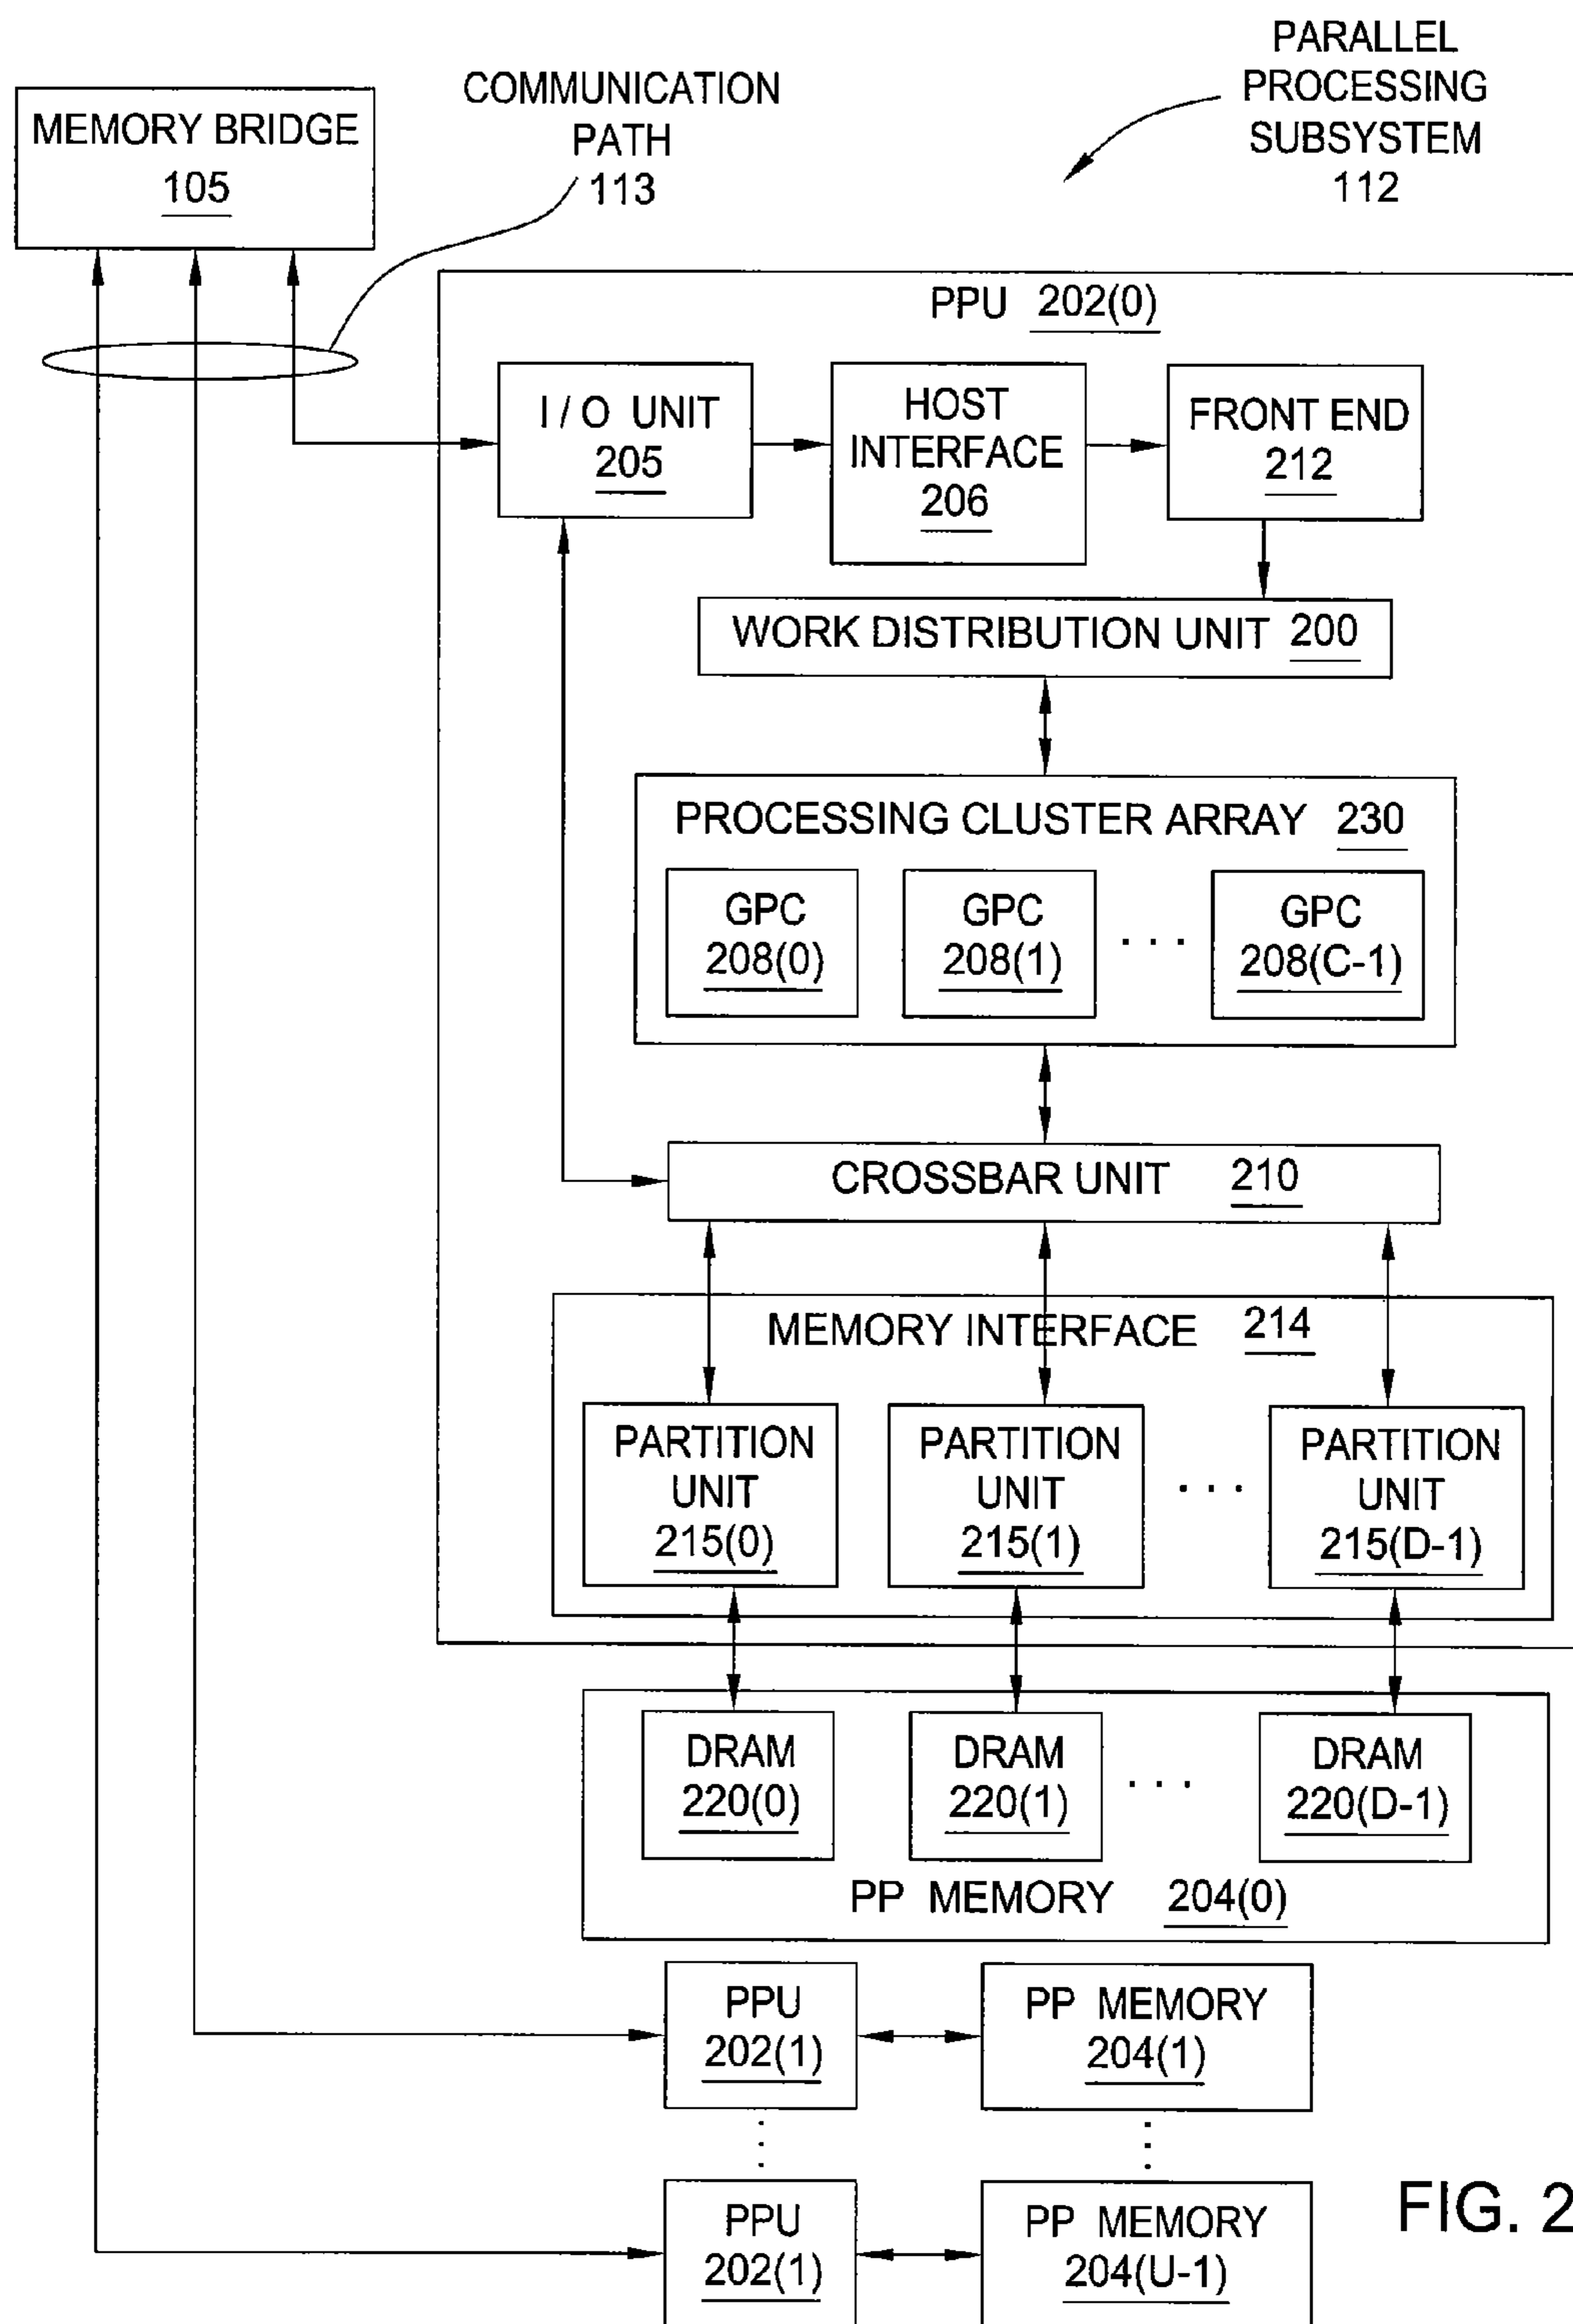 PARALLEL
PROCESSING
SUBSYSTEM
112
COMMUNICATION
PATH
113
MEMORY BRIDGE
105
PPU 202(0)
I / O UNIT
205
HOST
INTERFACE
206
FRONT END
212
WORK DISTRIBUTION UNIT 200
PROCESSING CLUSTER ARRAY 230
GPC
208(0)
GPC
208(1)
. . .
GPC
208(C-1)
CROSSBAR UNIT 210
MEMORY INTERFACE 214
PARTITION
UNIT
215(0)
PARTITION
UNIT
215(1)
. . .
PARTITION
UNIT
215(D-1)
DRAM
220(0)
DRAM
220(1)
. . .
DRAM
220(D-1)
PP MEMORY 204(0)
PPU
202(1)
PP MEMORY
204(1)
PPU
202(1)
PP MEMORY
204(U-1)
FIG. 2